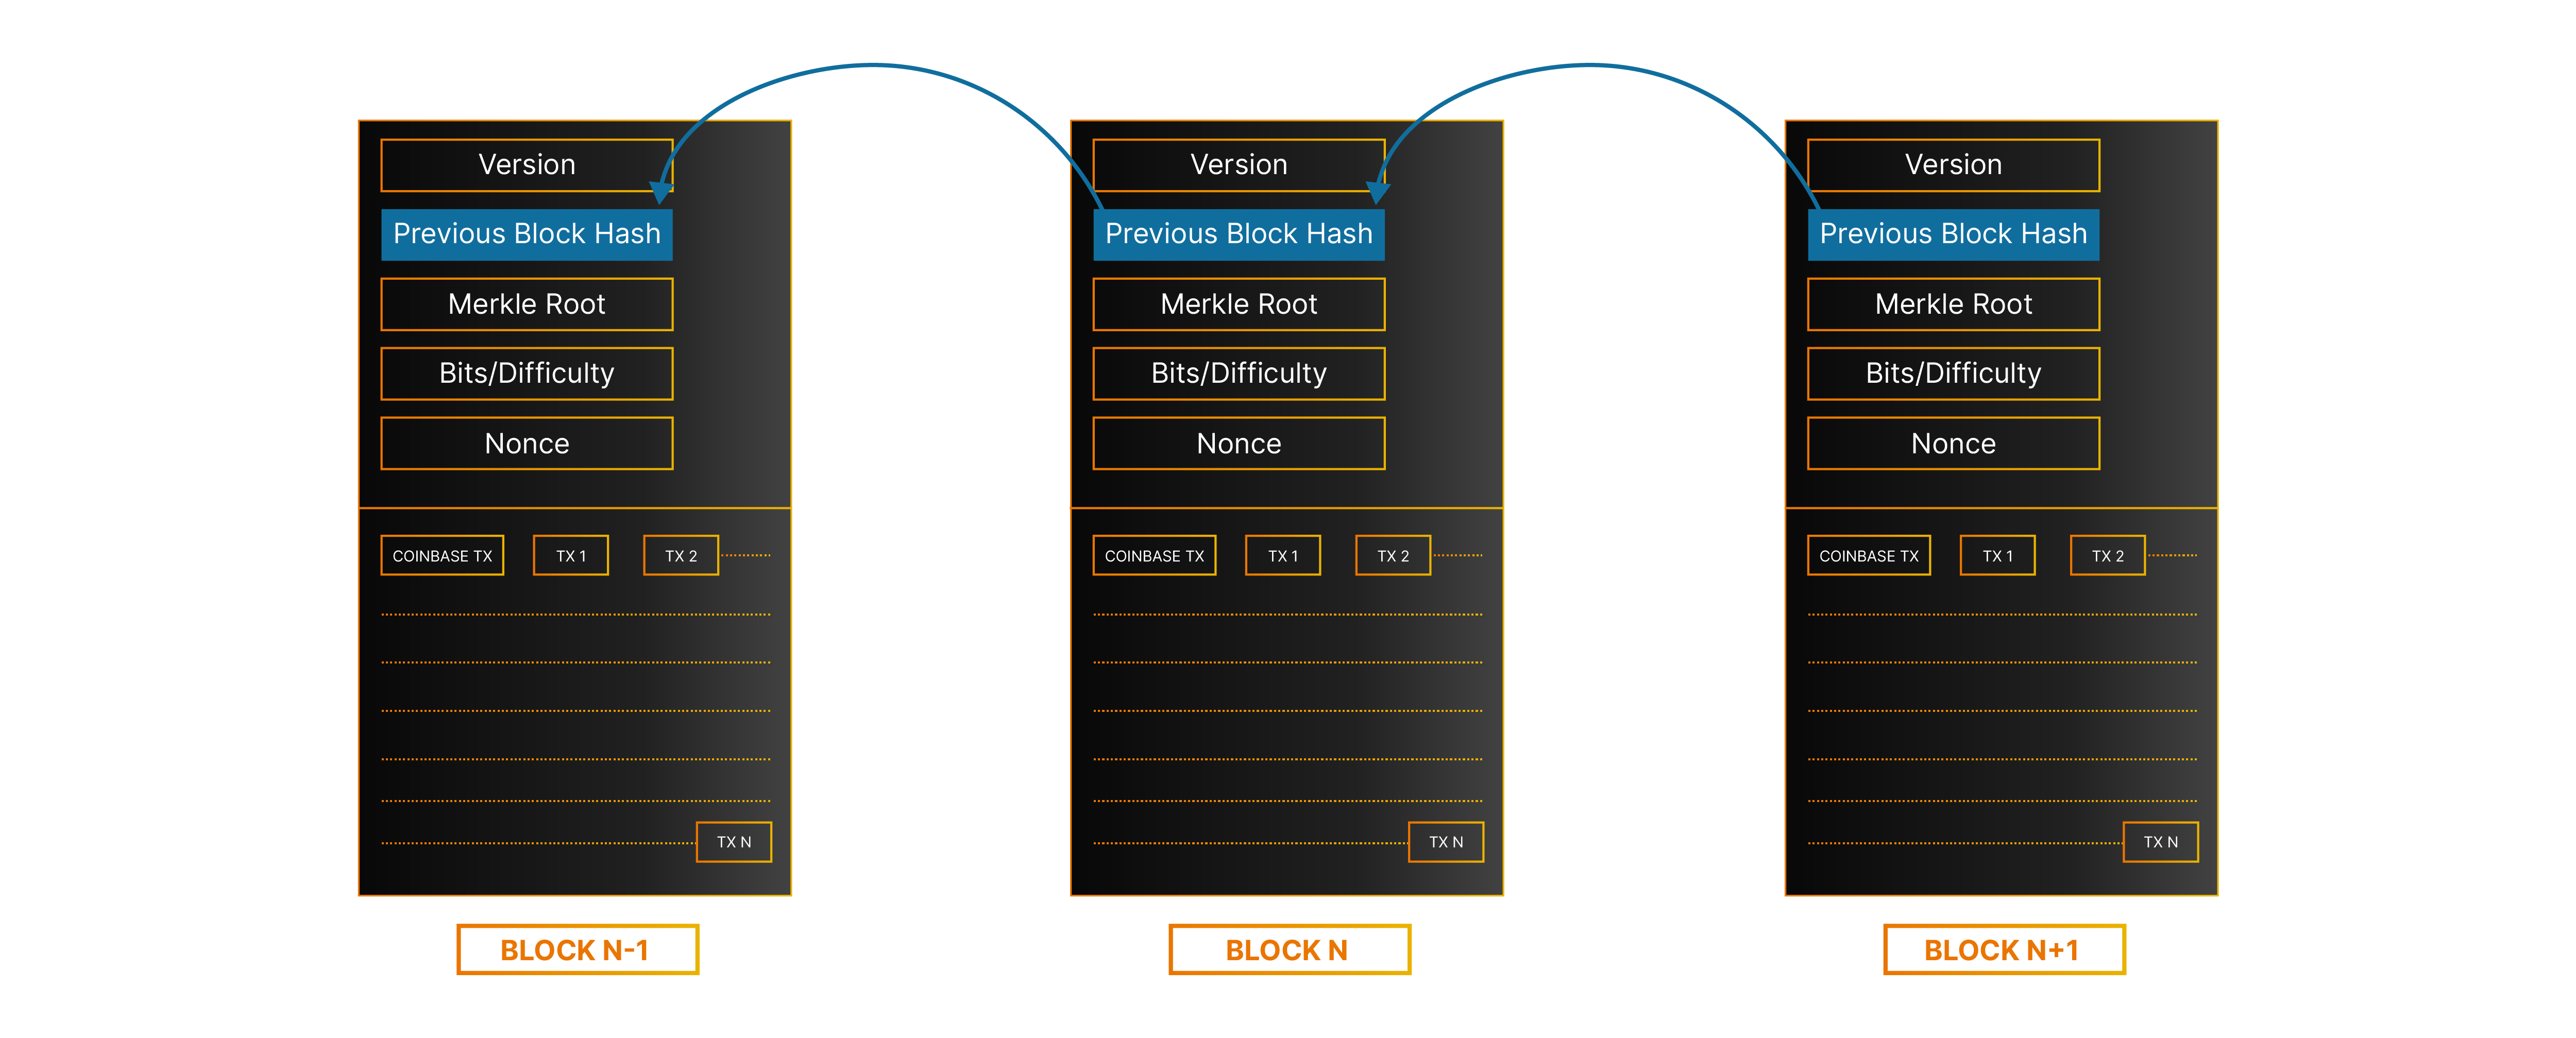 Version
Previous Block Hash
Merkle Root
Bits/Difficulty
Nonce
COINBASE TX
TX 1
TX 2
TX N
BLOCK N-1
Version
Previous Block Hash
Merkle Root
Bits/Difficulty
Nonce
COINBASE TX
TX 1
TX 2
TX N
BLOCK N
Version
Previous Block Hash
Merkle Root
Bits/Difficulty
Nonce
COINBASE TX
TX 1
TX 2
TX N
BLOCK N+1